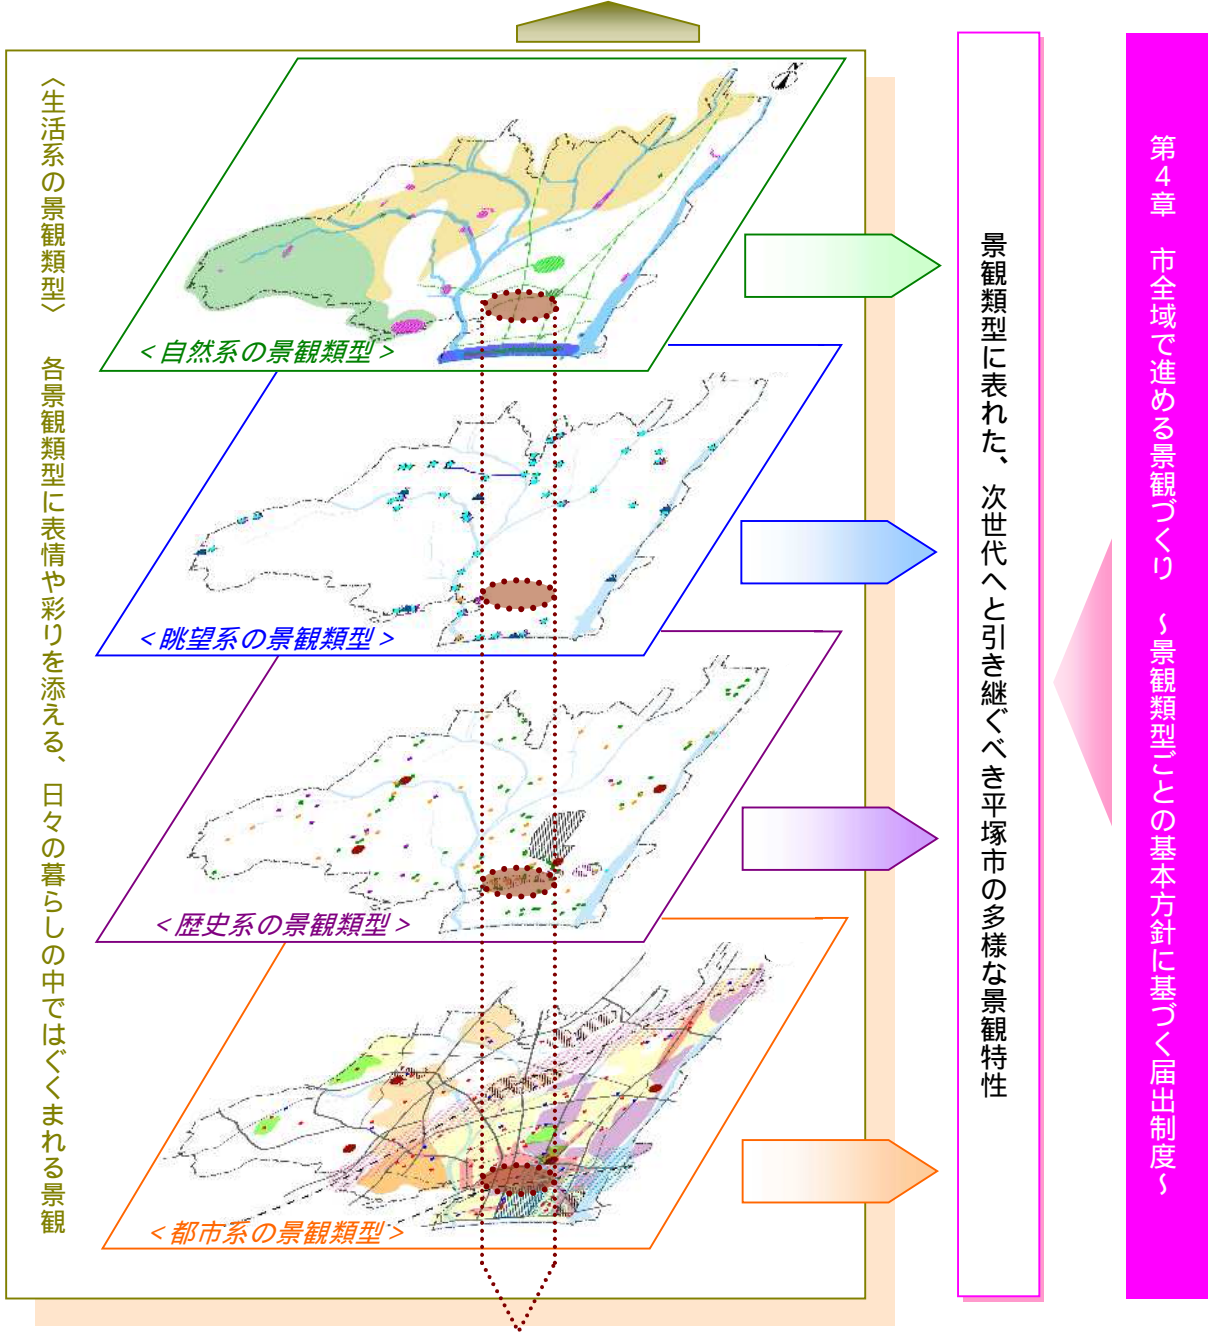 第4章　市全域で進める景観づくり　～景観類型ごとの基本方針に基づく届出制度～
景観類型に表れた、次世代へと引き継ぐべき平塚市の多様な景観特性
＜自然系の景観類型＞
＜眺望系の景観類型＞
＜歴史系の景観類型＞
＜都市系の景観類型＞
〈生活系の景観類型〉　各景観類型に表情や彩りを添える、日々の暮らしの中ではぐくまれる景観